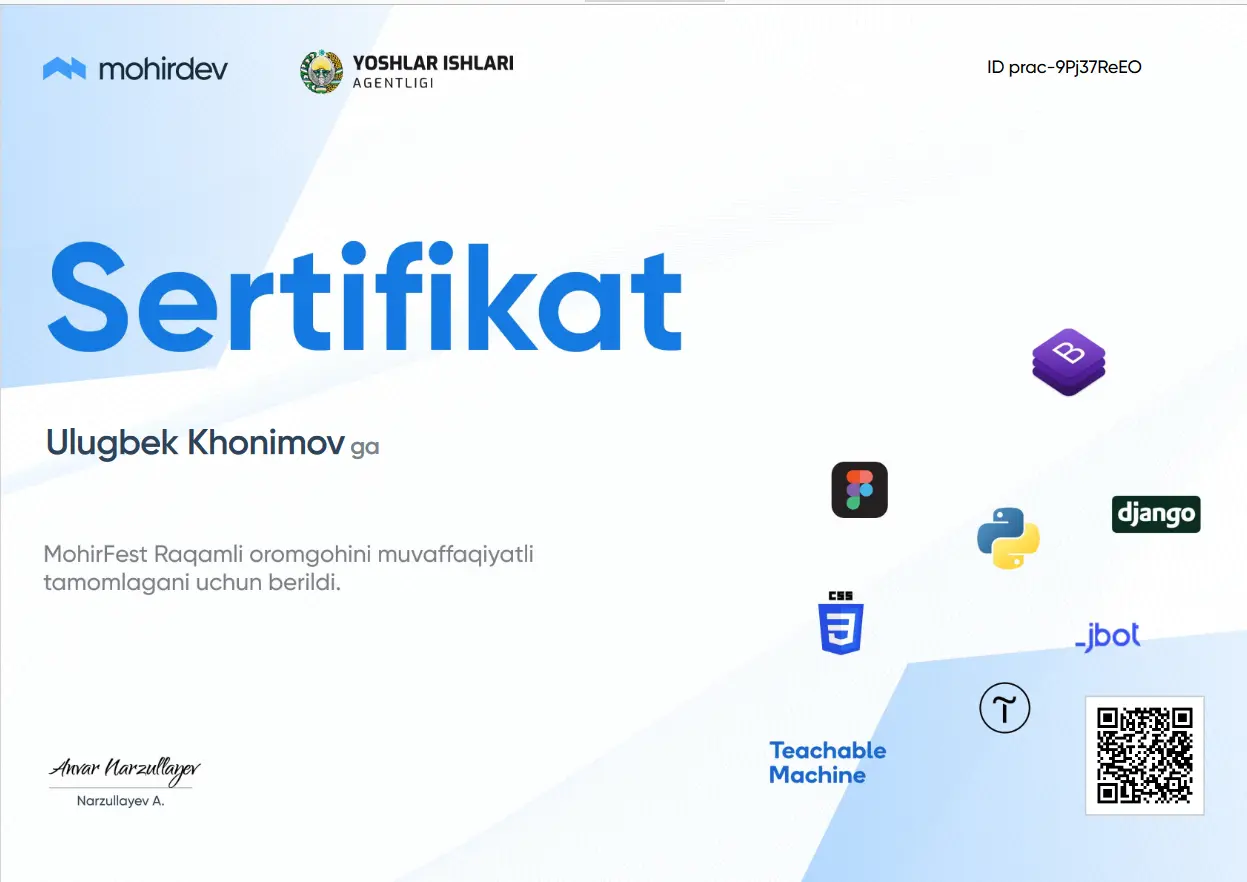 mohirdev
YOSHLAR ISHLARI
AGENTLIGI
ID prac-9Pj37ReEO
Sertifikat
Ulugbek Khonimov ga
MohirFest Raqamli oromgohini muvaffaqiyatli
tamomlagani uchun berildi.
B
django
CSS
3
_jbot
T
Teachable
Machine
Anvar Narzullayev
Narzullayev A.